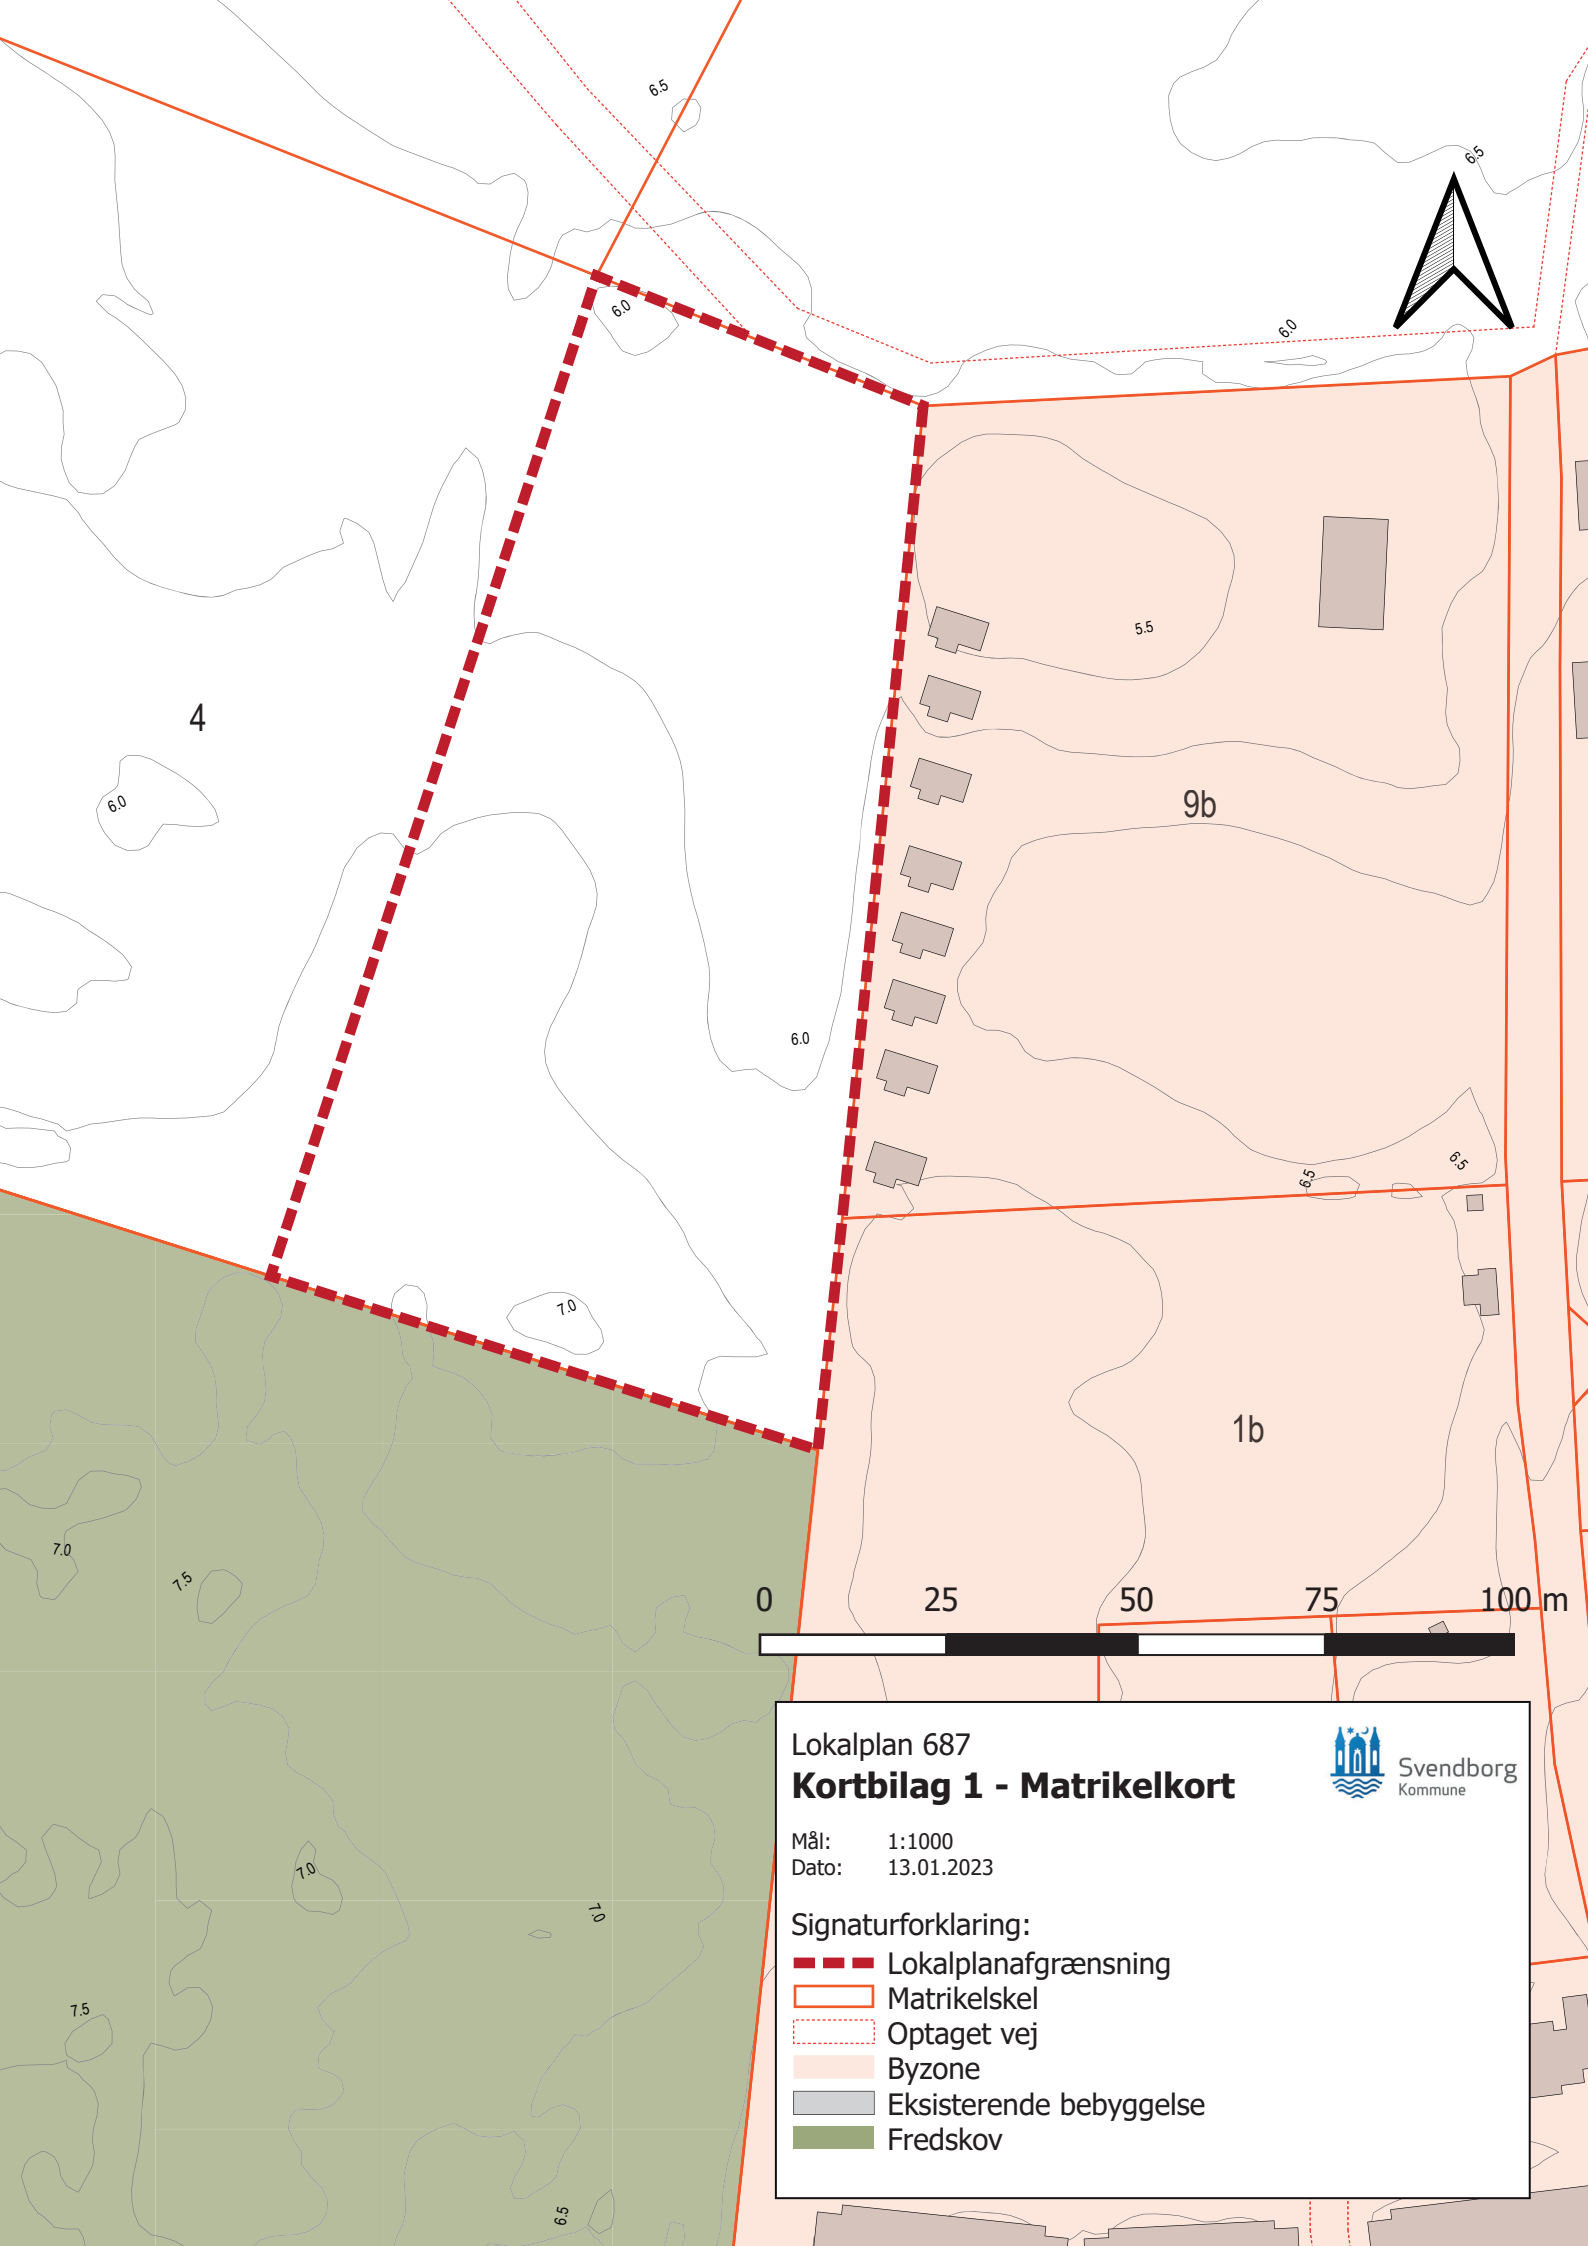 6.5
6.5
6.0
6.0
5.5
4
6.0
9b
6.0
6.5
6.5
7.0
1b
7.0
7.5
0 25 50 75 100 m
Lokalplan 687
Kortbilag 1 - Matrikelkort
Svendborg
Kommune
Mål: 1:1000
Dato: 13.01.2023
7.0
7.0
Signaturforklaring:
Lokalplanafgrænsning
Matrikelskel
7.5
Optaget vej
Byzone
Eksisterende bebyggelse
Fredskov
6.5